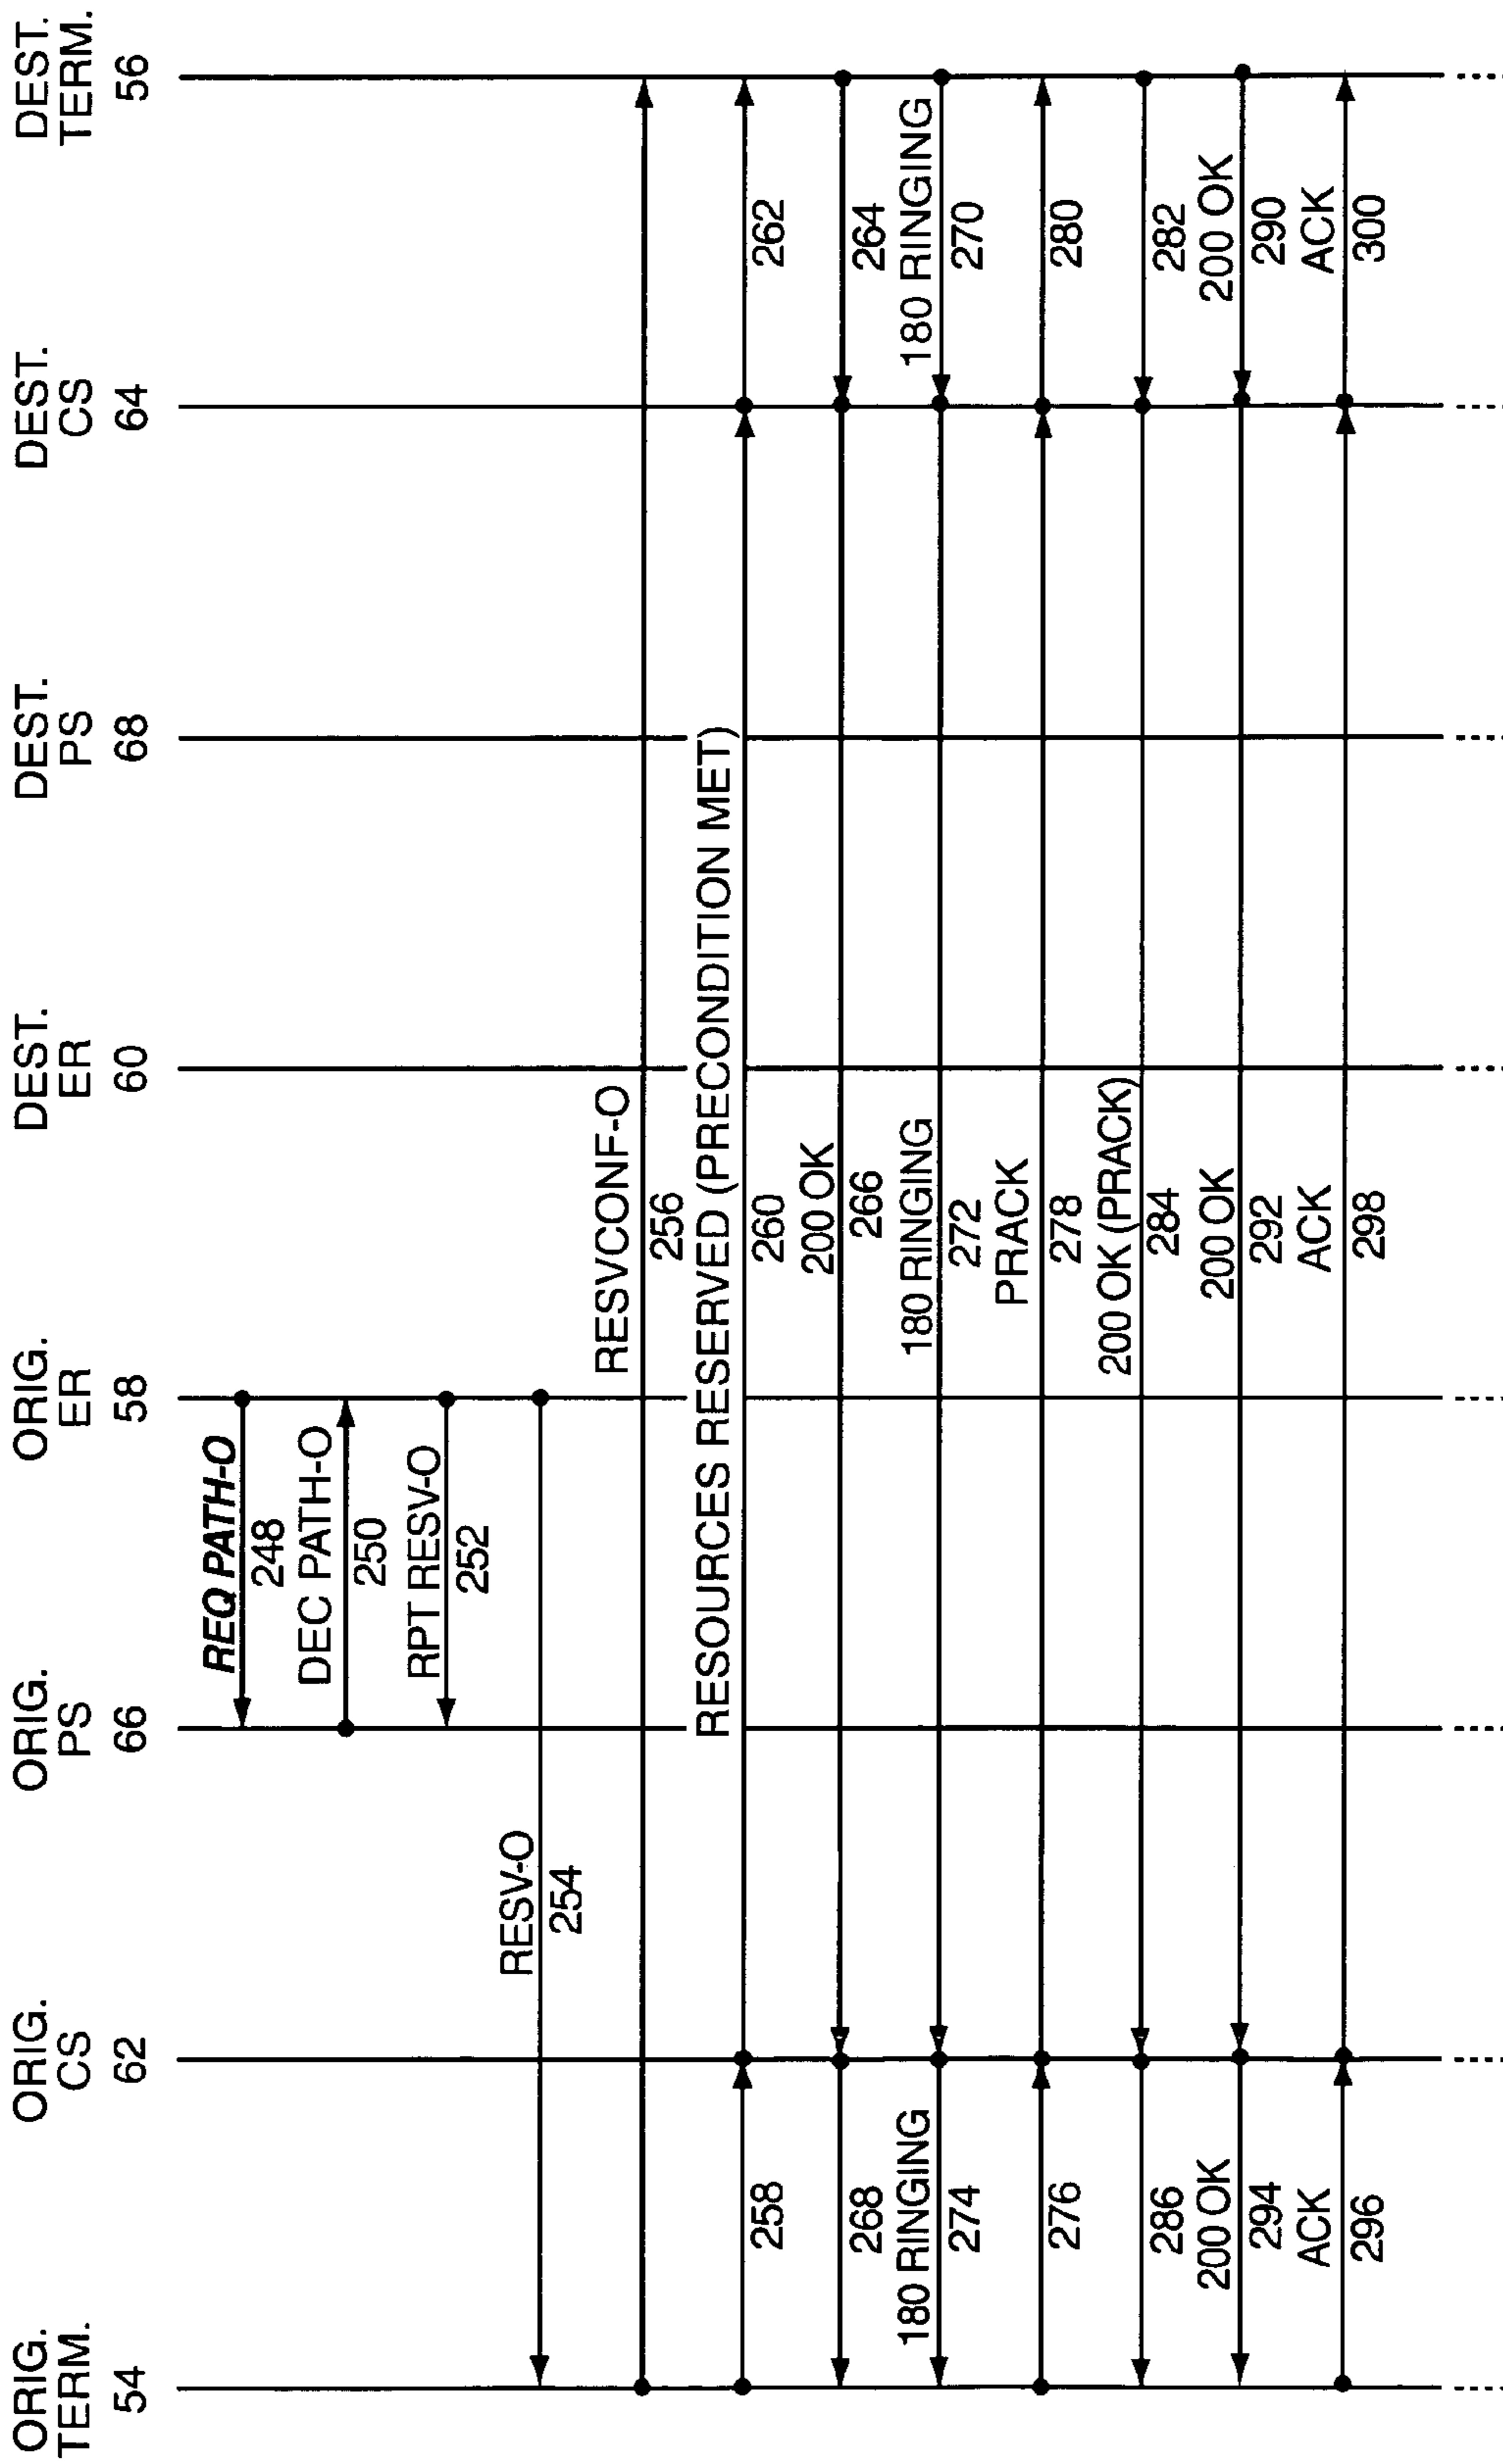 ORIG.
TERM.
54
ORIG.
CS
62
ORIG.
PS
66
ORIG.
ER
58
DEST.
ER
60
DEST.
PS
68
DEST.
CS
64
DEST.
TERM.
56
REQ PATH-O
248
DEC PATH-O
250
RPT RESV-O
252
RESV-O
254
RESVCONF-O
256
RESOURCES RESERVED (PRECONDITION MET)
258
260
262
200 OK
268
266
264
180 RINGING
274
180 RINGING
272
180 RINGING
270
PRACK
276
278
280
200 OK (PRACK)
286
284
282
200 OK
294
200 OK
292
200 OK
290
ACK
296
ACK
298
ACK
300